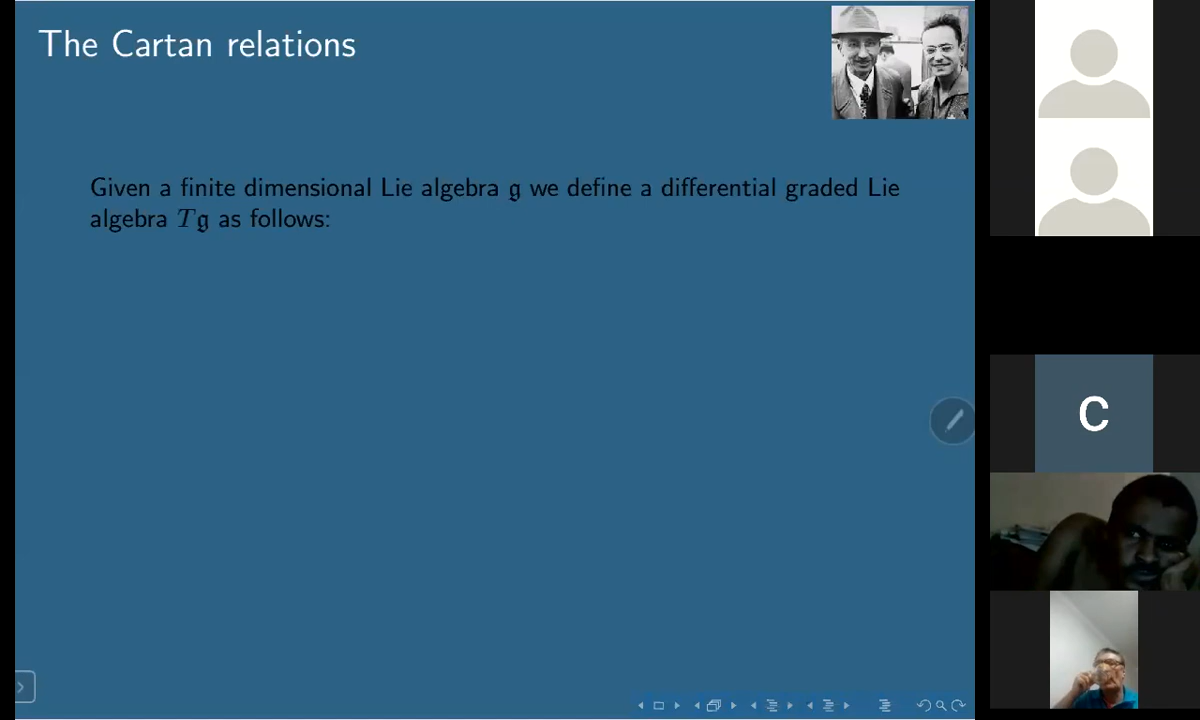 The Cartan relations
Given a finite dimensional Lie algebra 𝔤 we define a differential graded Lie
algebra T𝔤 as follows:
C